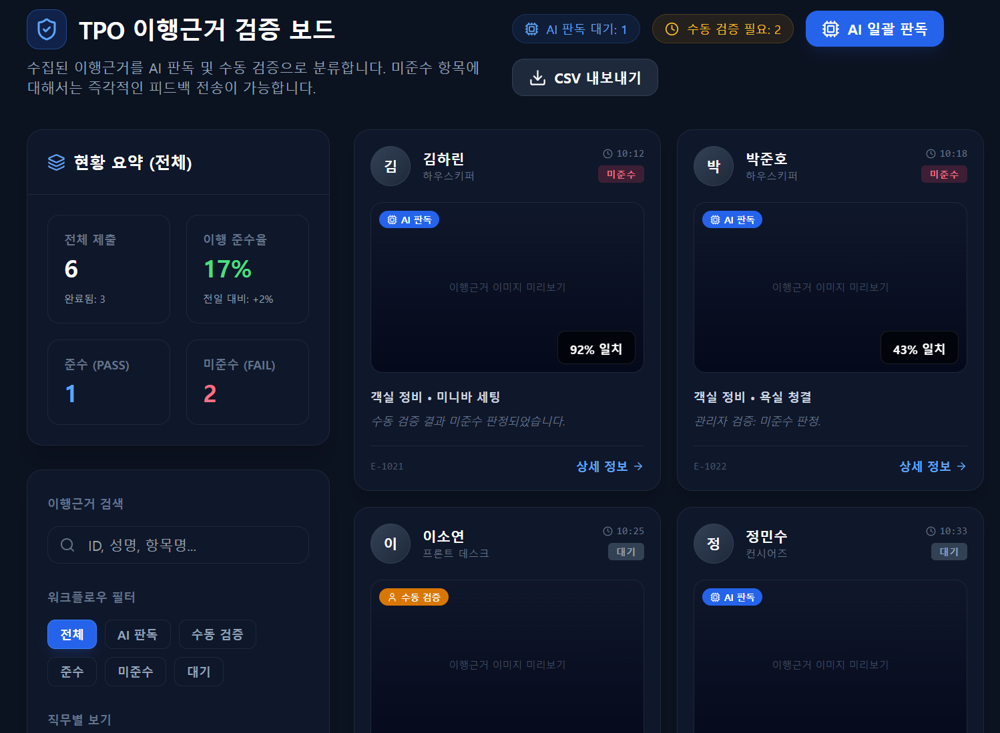 TPO 이행근거 검증 보드
수집된 이행근거를 AI 판독 및 수동 검증으로 분류합니다. 미준수 항목에
대해서는 즉각적인 피드백 전송이 가능합니다.
AI 판독 대기: 1
수동 검증 필요: 2
AI 일괄 판독
CSV 내보내기
현황 요약 (전체)
전체 제출
6
완료됨: 3
이행 준수율
17%
전일 대비: +2%
준수 (PASS)
1
미준수 (FAIL)
2
이행근거 검색
ID, 성명, 항목명...
워크플로우 필터
전체
AI 판독
수동 검증
준수
미준수
대기
직무별 보기
김
김하린
하우스키퍼
10:12
미준수
AI 판독
이행근거 이미지 미리보기
92% 일치
객실 정비 • 미니바 세팅
수동 검증 결과 미준수 판정되었습니다.
E-1021
상세 정보 →
박
박준호
하우스키퍼
10:18
미준수
AI 판독
이행근거 이미지 미리보기
43% 일치
객실 정비 • 욕실 청결
관리자 검증: 미준수 판정.
E-1022
상세 정보 →
이
이소연
프론트 데스크
10:25
대기
수동 검증
이행근거 이미지 미리보기
정
정민수
컨시어즈
10:33
대기
AI 판독
이행근거 이미지 미리보기